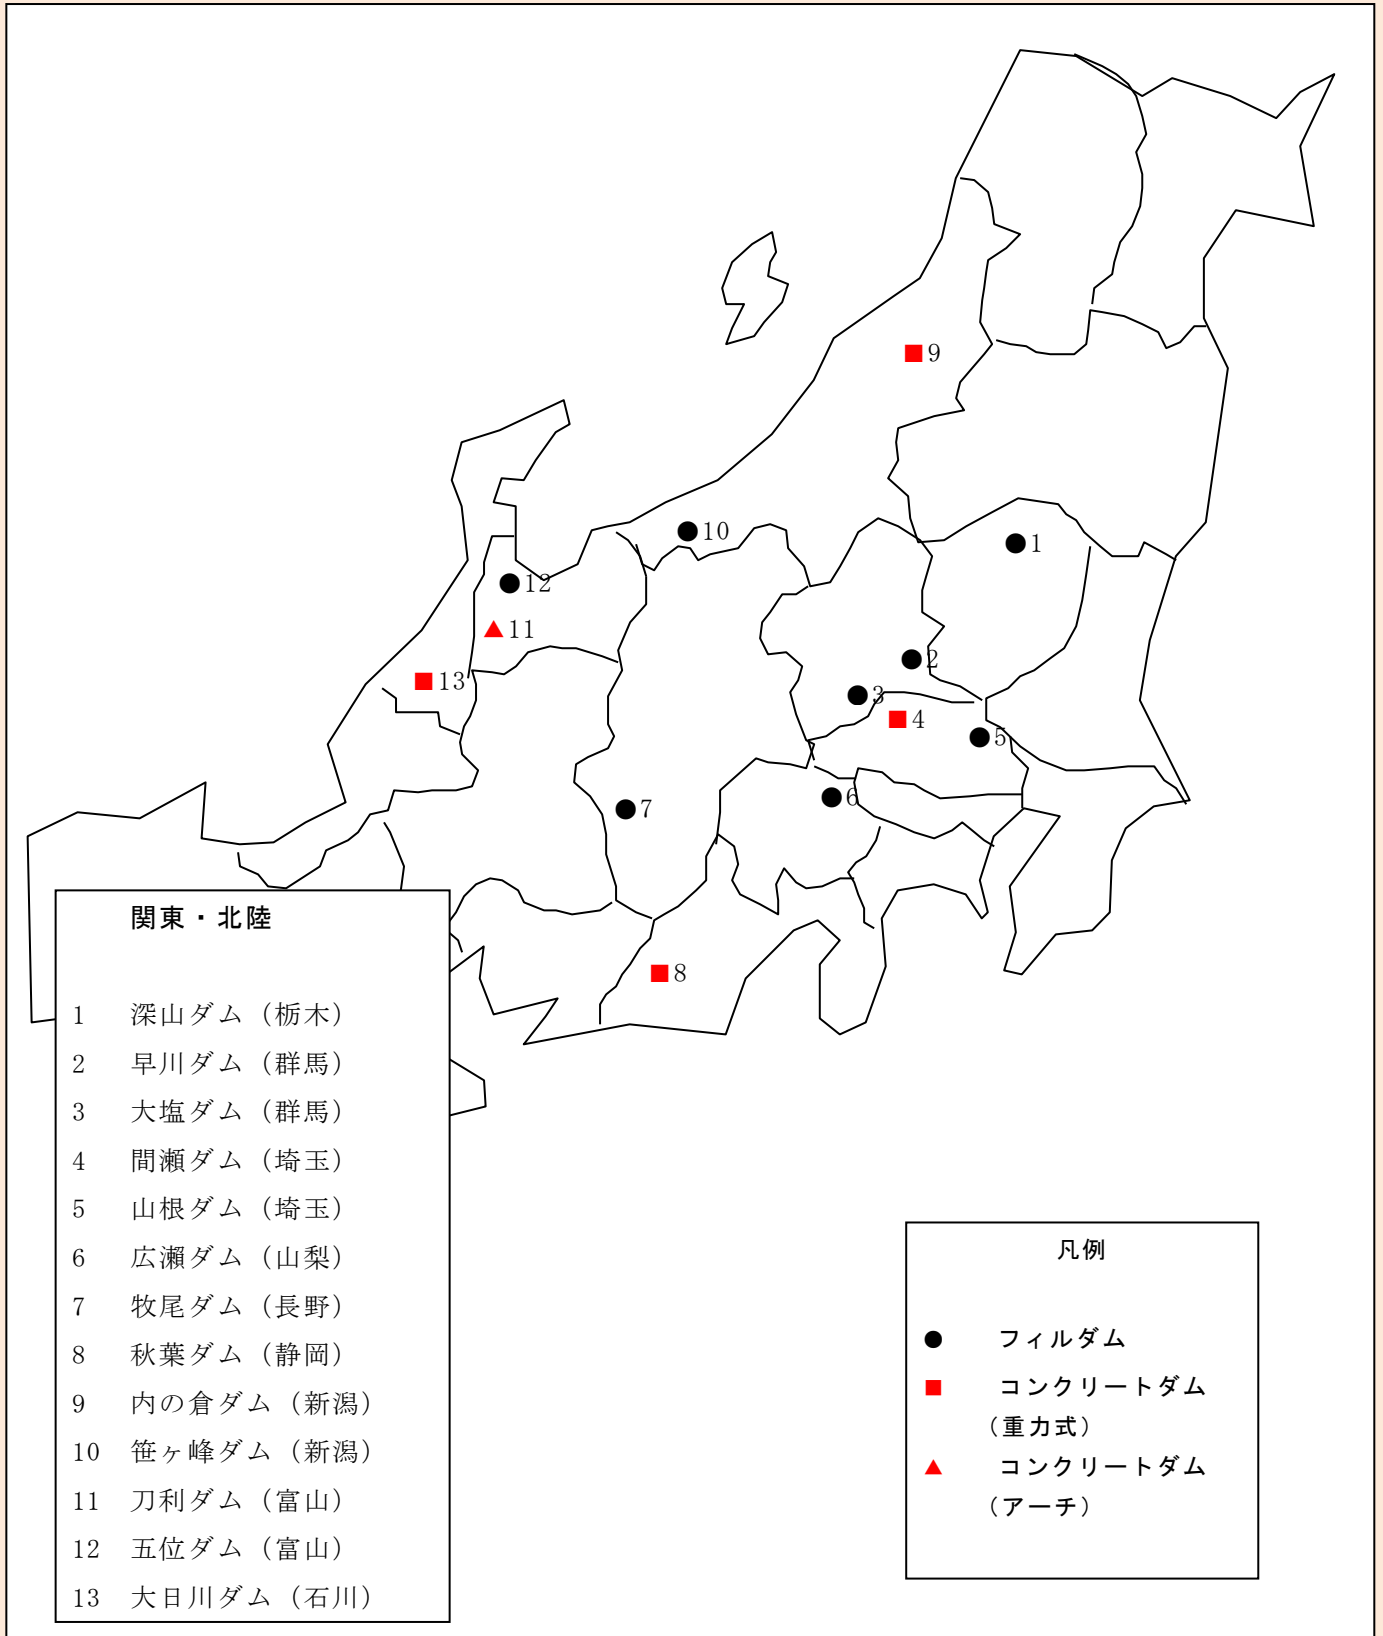 9
10
1
12
11
2
13
3
4
5
6
7
8
関東・北陸
1 深山ダム（栃木）
2 早川ダム（群馬）
3 大塩ダム（群馬）
4 間瀬ダム（埼玉）
5 山根ダム（埼玉）
6 広瀬ダム（山梨）
7 牧尾ダム（長野）
8 秋葉ダム（静岡）
9 内の倉ダム（新潟）
10 笹ヶ峰ダム（新潟）
11 刀利ダム（富山）
12 五位ダム（富山）
13 大日川ダム（石川）
凡例
● フィルダム
■ コンクリートダム
（重力式）
▲ コンクリートダム
（アーチ）